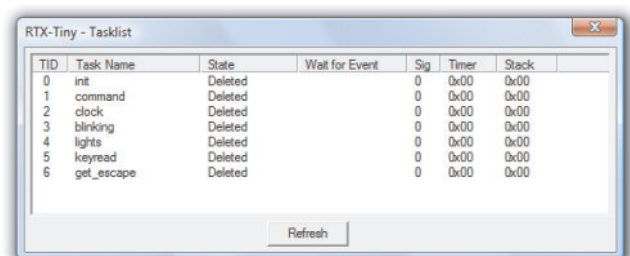 RTX-Tiny - Tasklist
TID Task Name State Wait for Event Sig Timer Stack
0 init Deleted 0 0x00 0x00
1 command Deleted 0 0x00 0x00
2 clock Deleted 0 0x00 0x00
3 blinking Deleted 0 0x00 0x00
4 lights Deleted 0 0x00 0x00
5 keyread Deleted 0 0x00 0x00
6 get_escape Deleted 0 0x00 0x00
Refresh